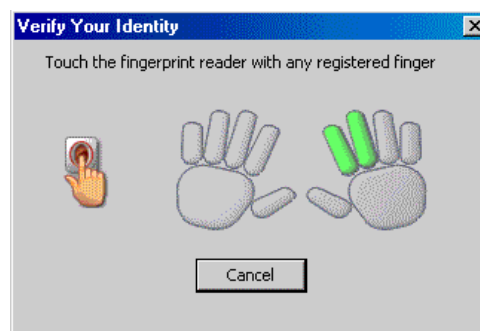 Verify Your Identity
Touch the fingerprint reader with any registered finger
Cancel